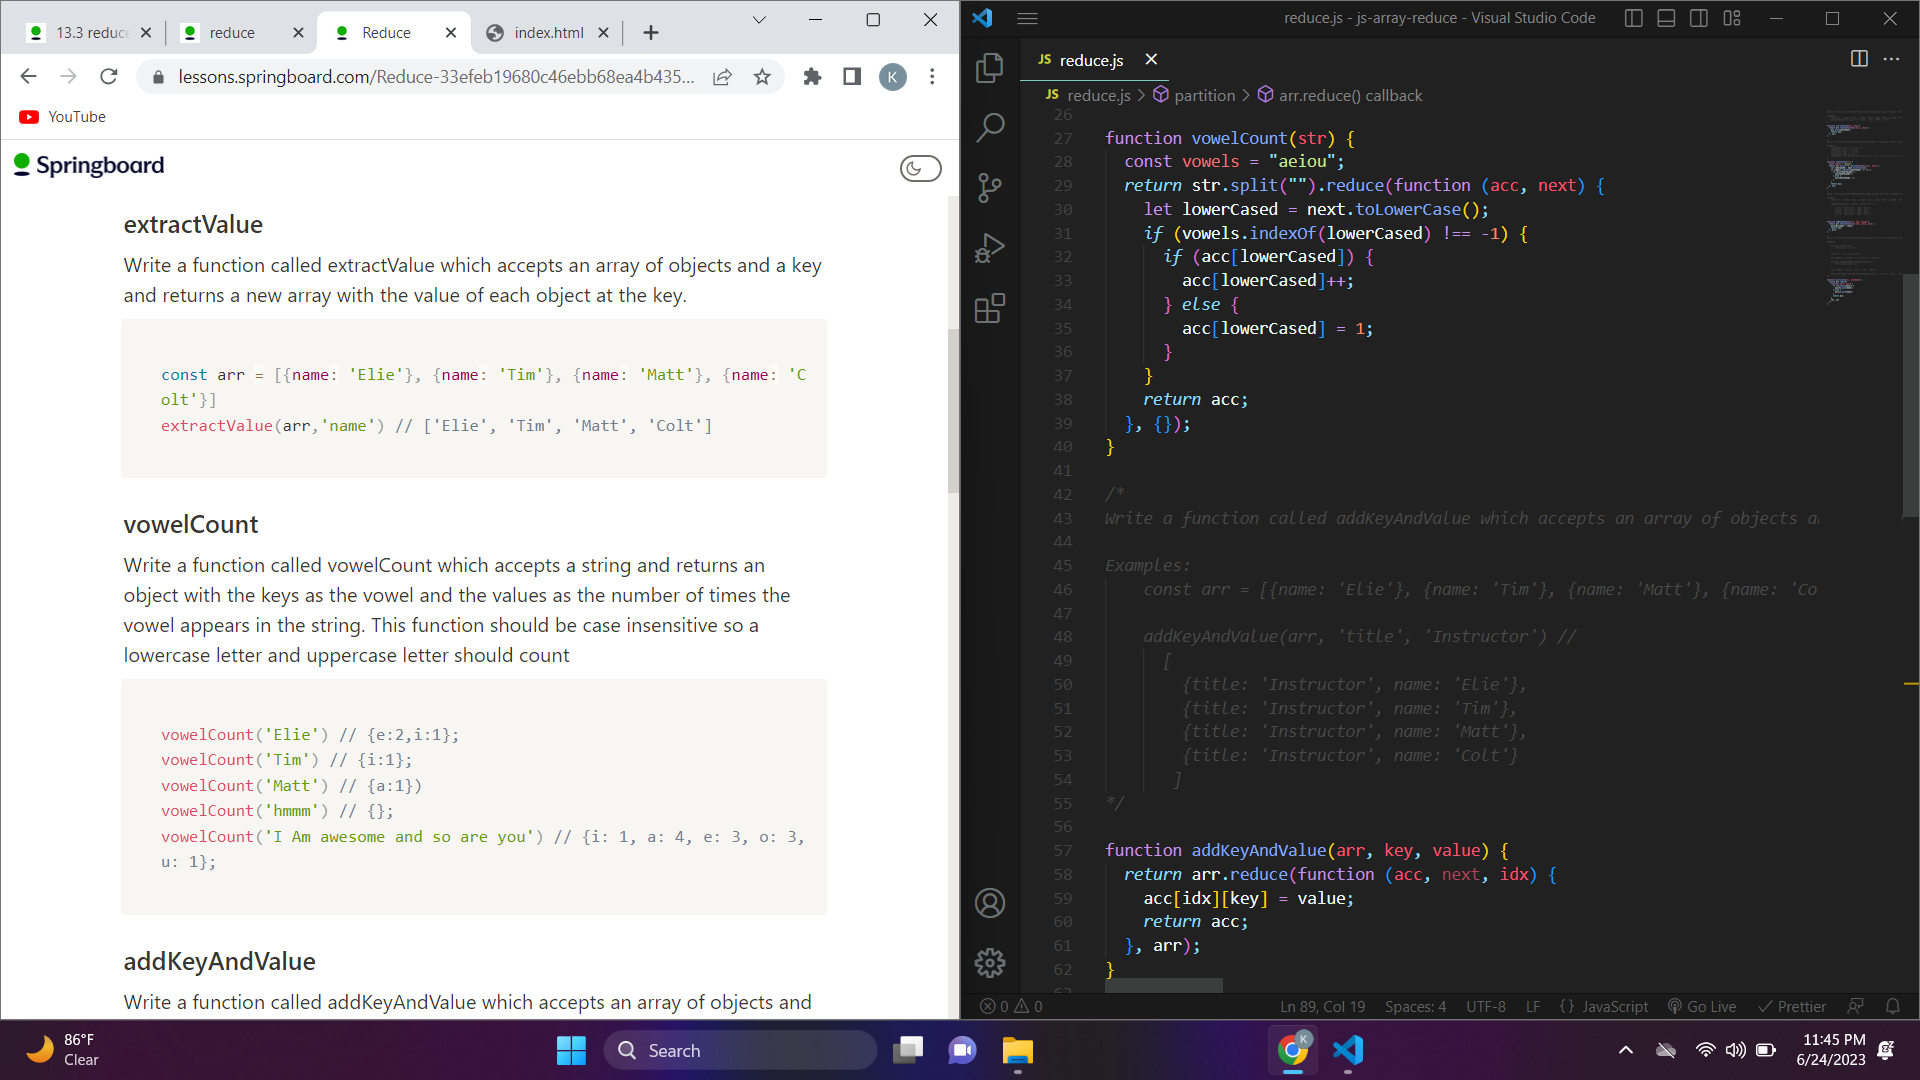 13.3 reduc
reduce
Reduce
index.html
lessons.springboard.com/Reduce-33efeb19680c46ebb68ea4b435...
K
YouTube
Springboard
extractValue
Write a function called extractValue which accepts an array of objects and a key
and returns a new array with the value of each object at the key.
const arr = [{name: 'Elie'}, {name: 'Tim'}, {name: 'Matt'}, {name: 'C
olt'}]
extractValue(arr,'name') // ['Elie', 'Tim', 'Matt', 'Colt']
vowelCount
Write a function called vowelCount which accepts a string and returns an
object with the keys as the vowel and the values as the number of times the
vowel appears in the string. This function should be case insensitive so a
lowercase letter and uppercase letter should count
vowelCount('Elie') // {e:2,i:1};
vowelCount('Tim') // {i:1};
vowelCount('Matt') // {a:1})
vowelCount('hmmm') // {};
vowelCount('I Am awesome and so are you') // {i: 1, a: 4, e: 3, o: 3,
u: 1};
addKeyAndValue
Write a function called addKeyAndValue which accepts an array of objects and
reduce.js - js-array-reduce - Visual Studio Code
JS reduce.js
JS reduce.js > partition > arr.reduce() callback
26
27 function vowelCount(str) {
28 const vowels = "aeiou";
29 return str.split("").reduce(function (acc, next) {
30 let lowerCased = next.toLowerCase();
31 if (vowels.indexOf(lowerCased) !== -1) {
32 if (acc[lowerCased]) {
33 acc[lowerCased]++;
34 } else {
35 acc[lowerCased] = 1;
36 }
37 }
38 return acc;
39 }, {});
40 }
41
42 /*
43 Write a function called addKeyAndValue which accepts an array of objects a
44
45 Examples:
46 const arr = [{name: 'Elie'}, {name: 'Tim'}, {name: 'Matt'}, {name: 'Co
47
48 addKeyAndValue(arr, 'title', 'Instructor') //
49 [
50 {title: 'Instructor', name: 'Elie'},
51 {title: 'Instructor', name: 'Tim'},
52 {title: 'Instructor', name: 'Matt'},
53 {title: 'Instructor', name: 'Colt'}
54 ]
55 */
56
57 function addKeyAndValue(arr, key, value) {
58 return arr.reduce(function (acc, next, idx) {
59 acc[idx][key] = value;
60 return acc;
61 }, arr);
62 }
0 0
Ln 89, Col 19 Spaces: 4 UTF-8 LF {} JavaScript Go Live Prettier
86°F
Clear
Search
K
11:45 PM
6/24/2023